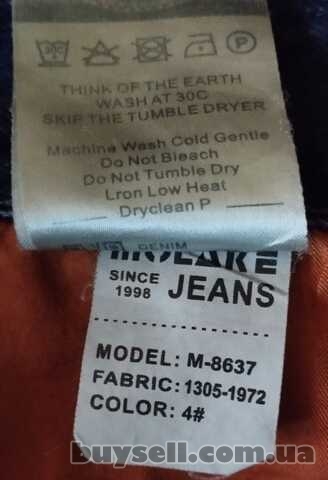 30°C
P
THINK OF THE EARTH
WASH AT 30C
SKIP THE TUMBLE DRYER
Machine Wash Cold Gentle
Do Not Bleach
Do Not Tumble Dry
Lron Low Heat
Dryclean P
DENIM
SINCE 1998 JEANS
MODEL: M-8637
FABRIC: 1305-1972
COLOR: 4#
buysell.com.ua